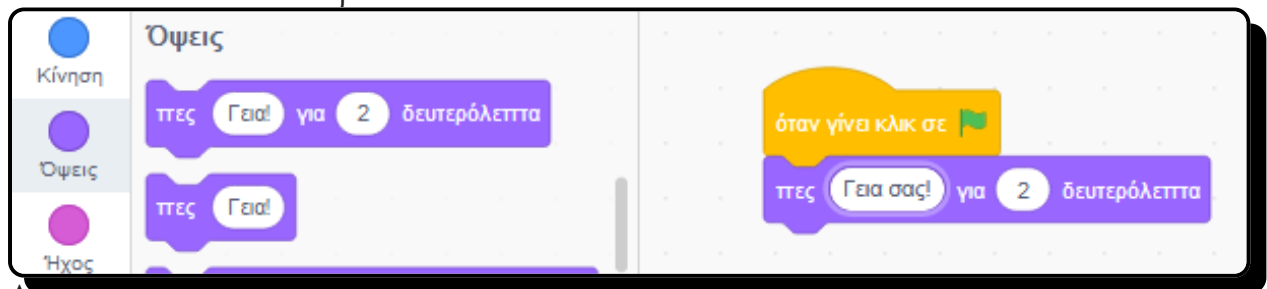 Όψεις
Κίνηση
πες Γεια! για 2 δευτερόλεπτα
Όψεις
πες Γεια!
Ήχος
όταν γίνει κλικ σε
πες Γεια σας! για 2 δευτερόλεπτα